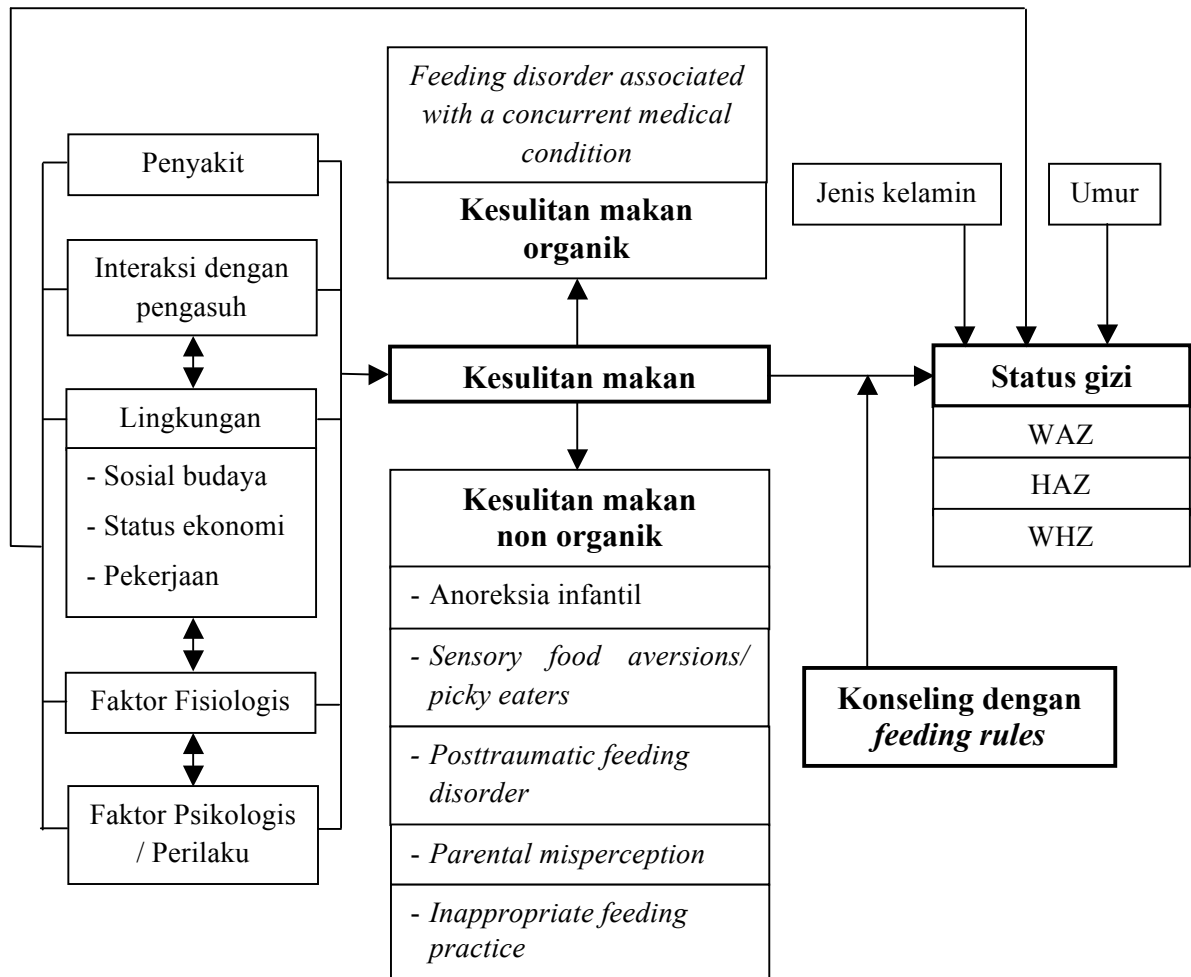 Feeding disorder associated
with a concurrent medical
condition
Kesulitan makan
organik
Penyakit
Interaksi dengan
pengasuh
Lingkungan
- Sosial budaya
- Status ekonomi
- Pekerjaan
Faktor Fisiologis
Faktor Psikologis
/ Perilaku
Kesulitan makan
Kesulitan makan
non organik
- Anoreksia infantil
- Sensory food aversions/
picky eaters
- Posttraumatic feeding
disorder
- Parental misperception
- Inappropriate feeding
practice
Jenis kelamin
Umur
Status gizi
WAZ
HAZ
WHZ
Konseling dengan
feeding rules